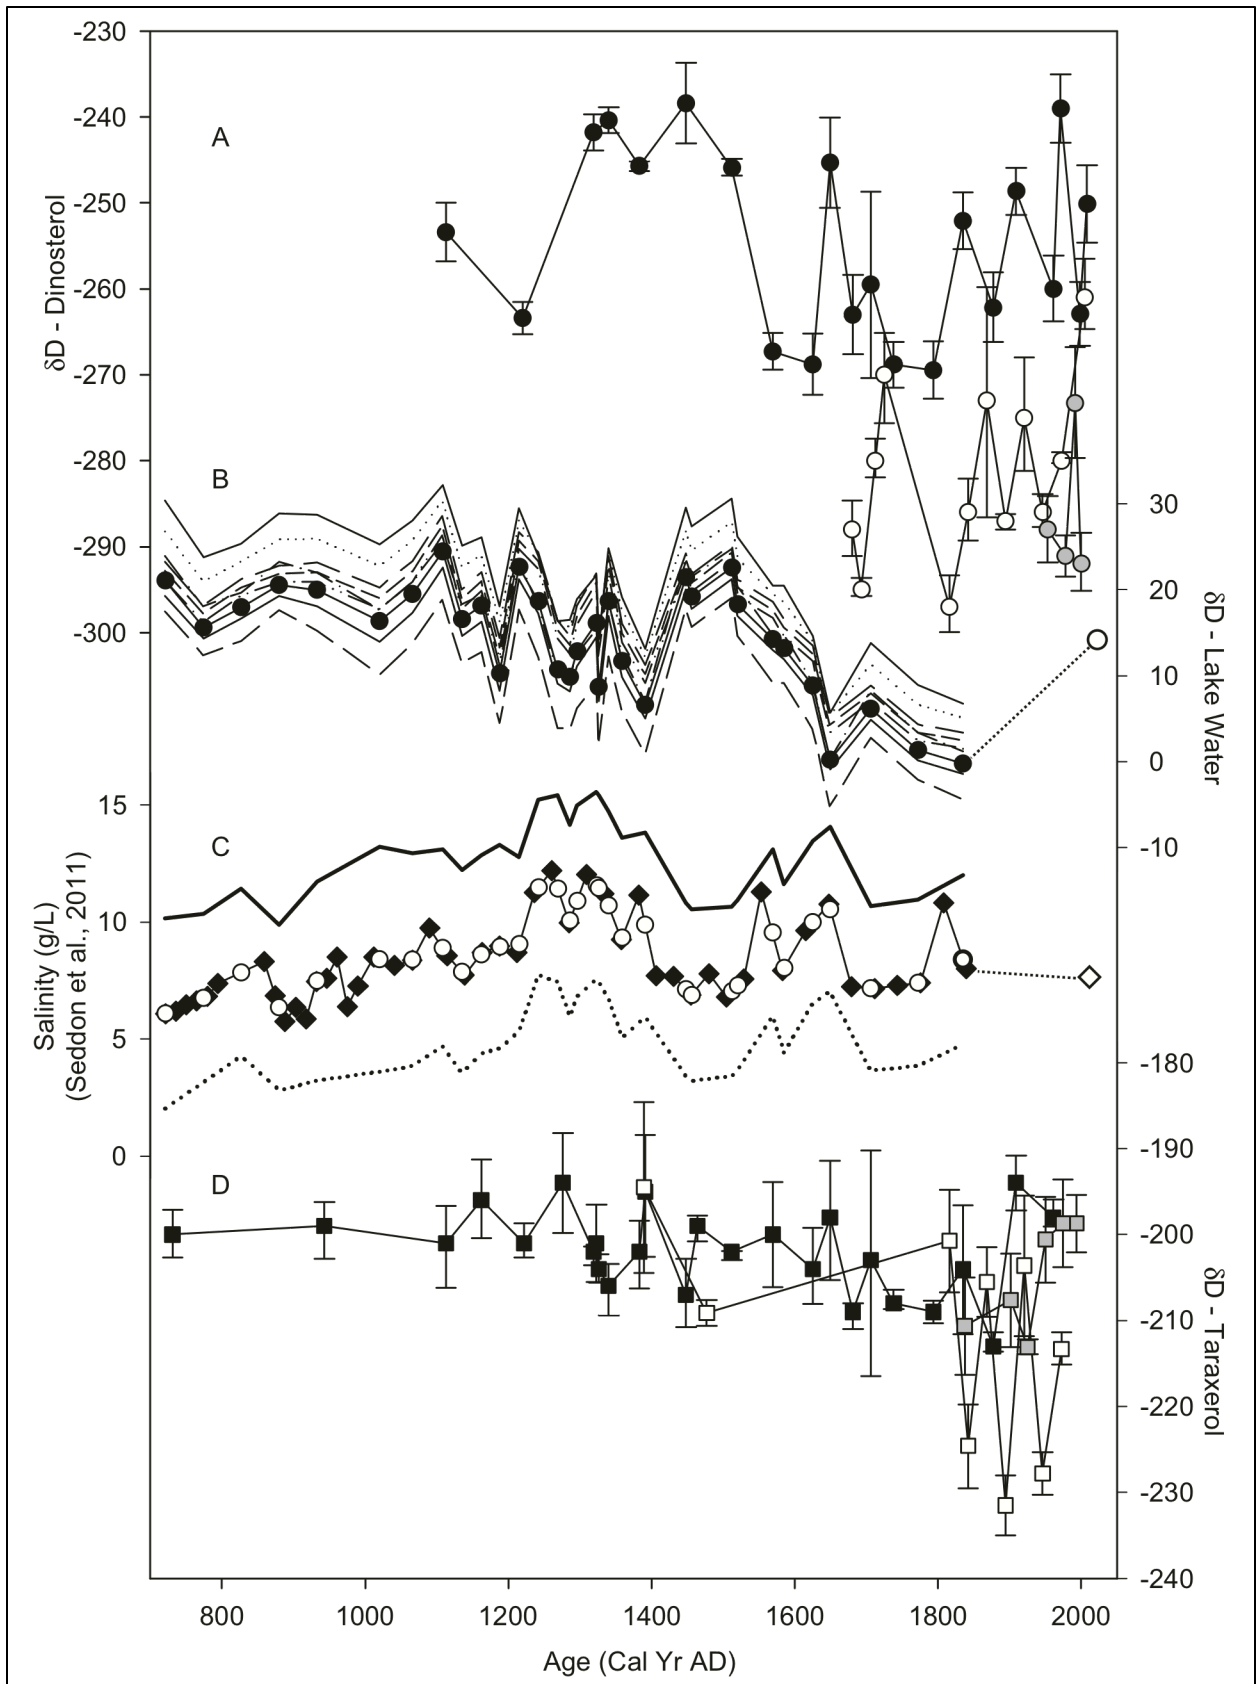 -230
-240
-250
-260
-270
-280
-290
-300
δD - Dinosterol
A
B
30
20
10
0
-10
δD - Lake Water
15
10
5
0
Salinity (g/L)
(Seddon et al., 2011)
C
D
-180
-190
-200
-210
-220
-230
-240
δD - Taraxerol
800 1000 1200 1400 1600 1800 2000
Age (Cal Yr AD)